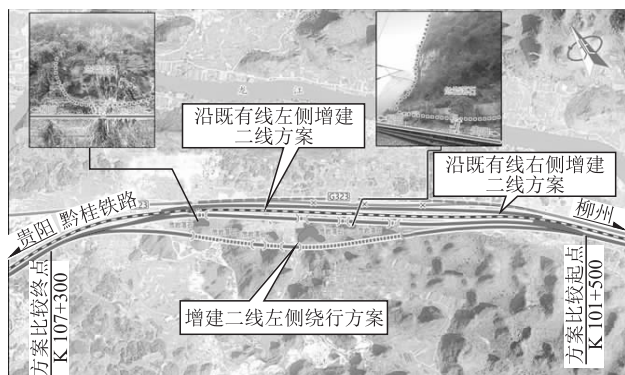 龙 江
沿既有线左侧增建
二线方案
沿既有线右侧增建
二线方案
G323
23
贵阳 黔桂铁路
柳州
增建二线左侧绕行方案
方案比较终点
K 107+300
方案比较起点
K 101+500